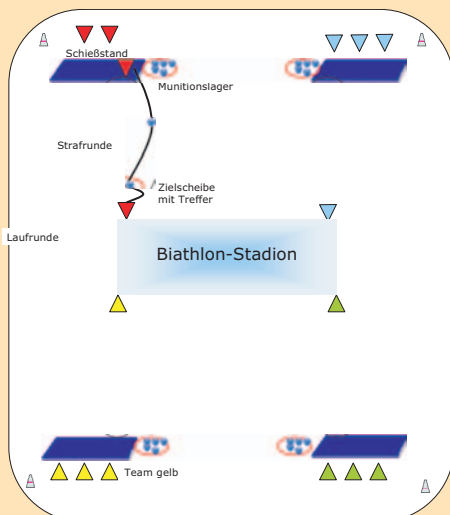 Schießstand
Munitionslager
Strafrunde
Zielscheibe
mit Treffer
Laufrunde
Biathlon-Stadion
Team gelb